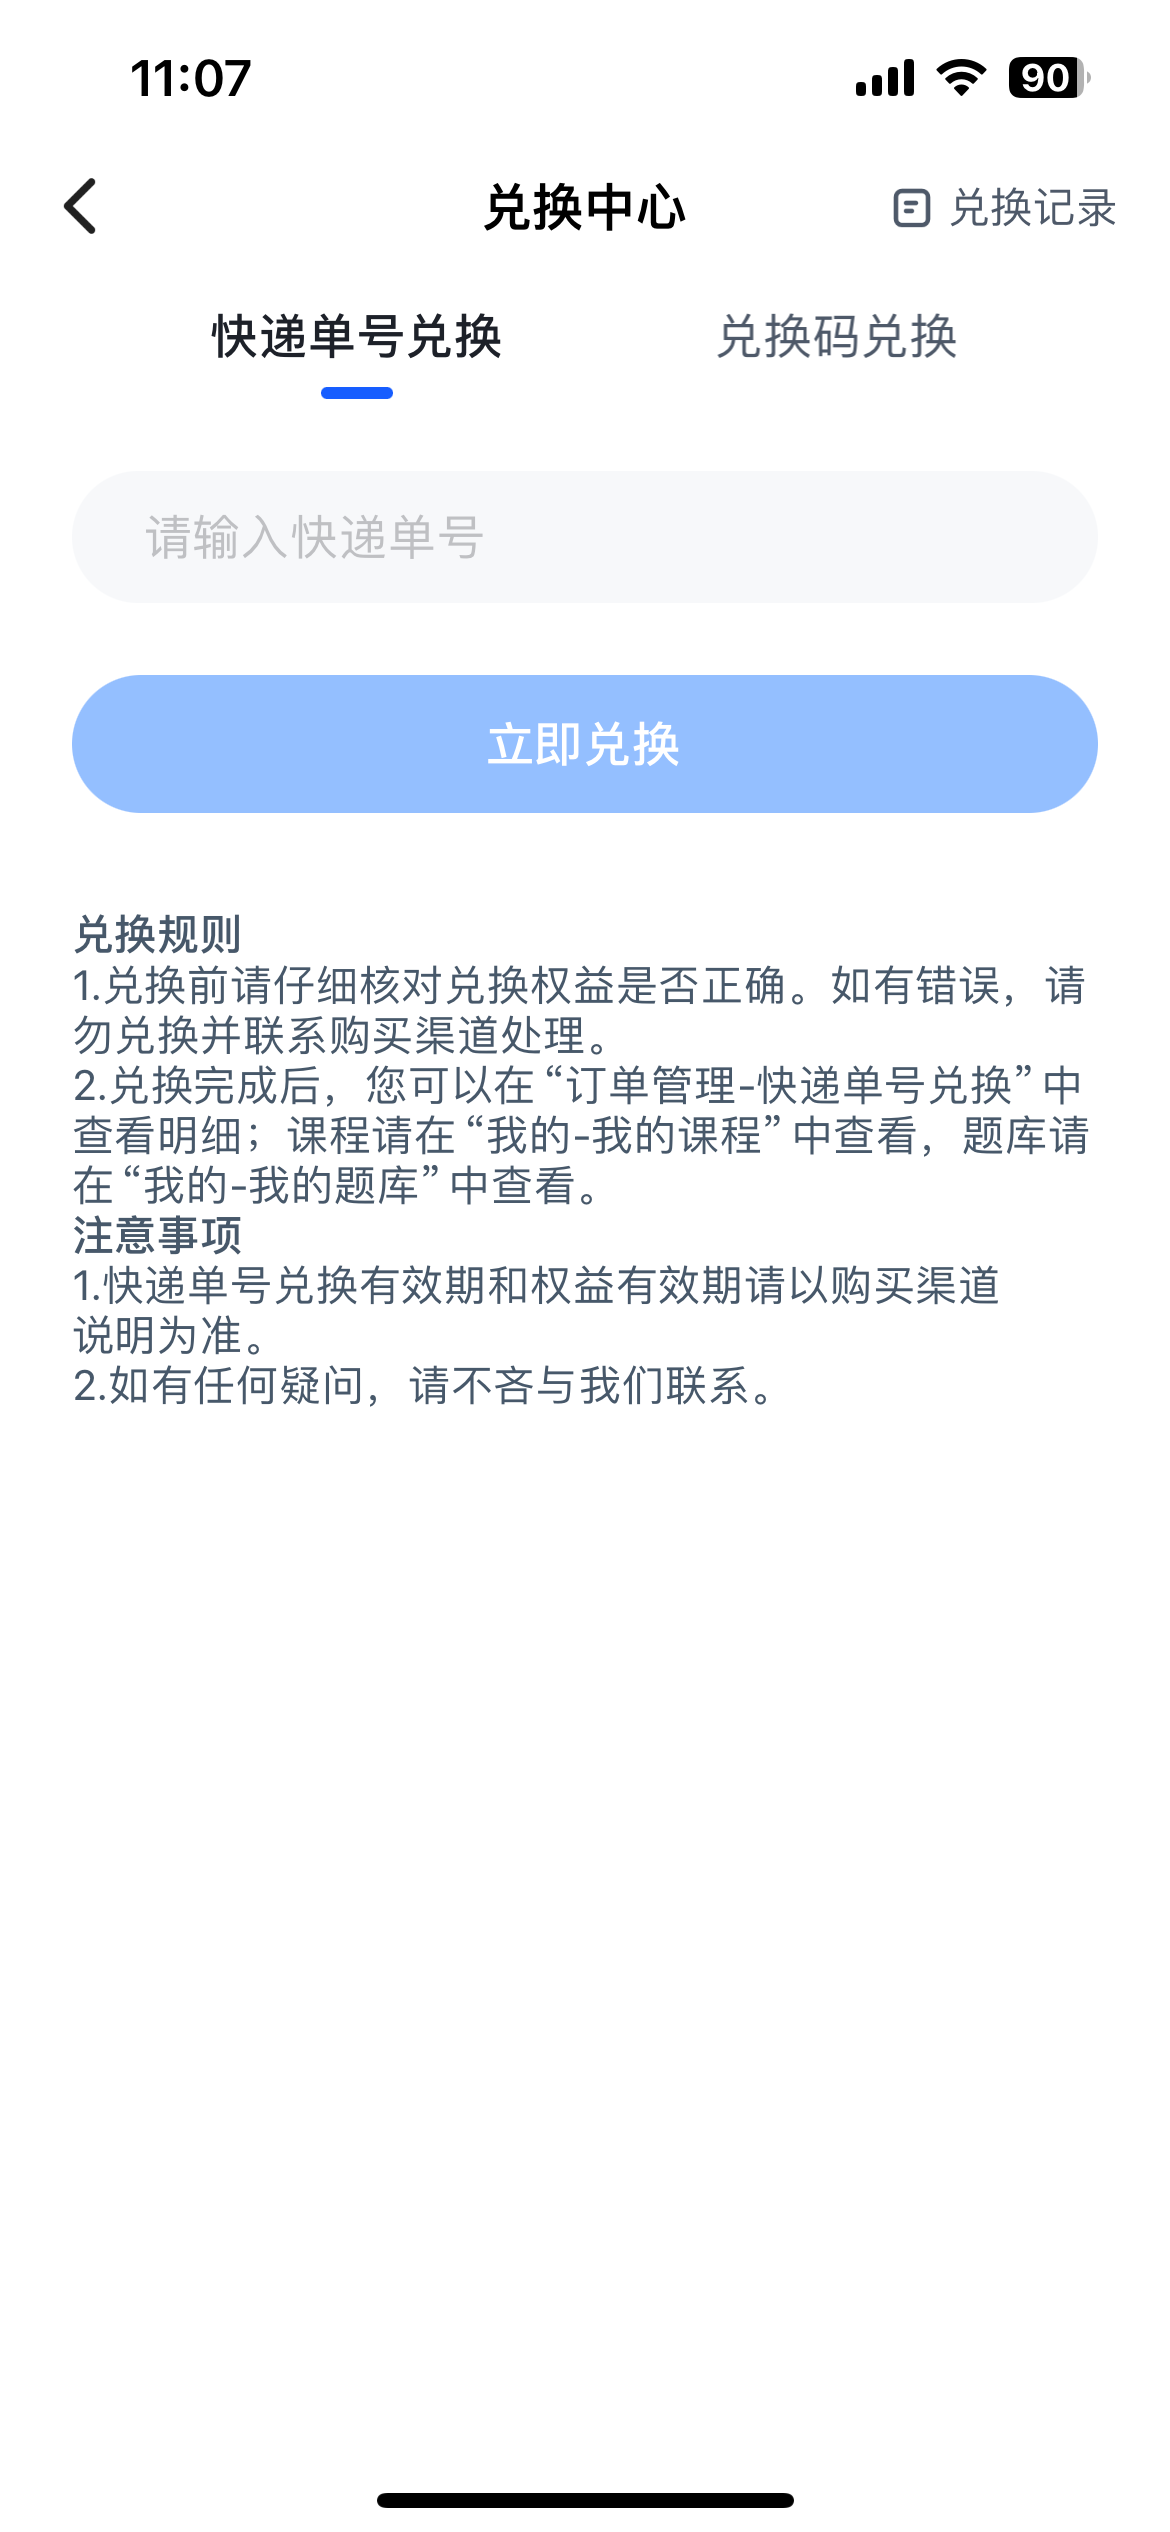 11:07
90
兑换中心
兑换记录
快递单号兑换
兑换码兑换
请输入快递单号
立即兑换
兑换规则
1.兑换前请仔细核对兑换权益是否正确。如有错误，请
勿兑换并联系购买渠道处理。
2.兑换完成后，您可以在“订单管理-快递单号兑换”中
查看明细；课程请在“我的-我的课程”中查看，题库请
在“我的-我的题库”中查看。
注意事项
1.快递单号兑换有效期和权益有效期请以购买渠道
说明为准。
2.如有任何疑问，请不吝与我们联系。